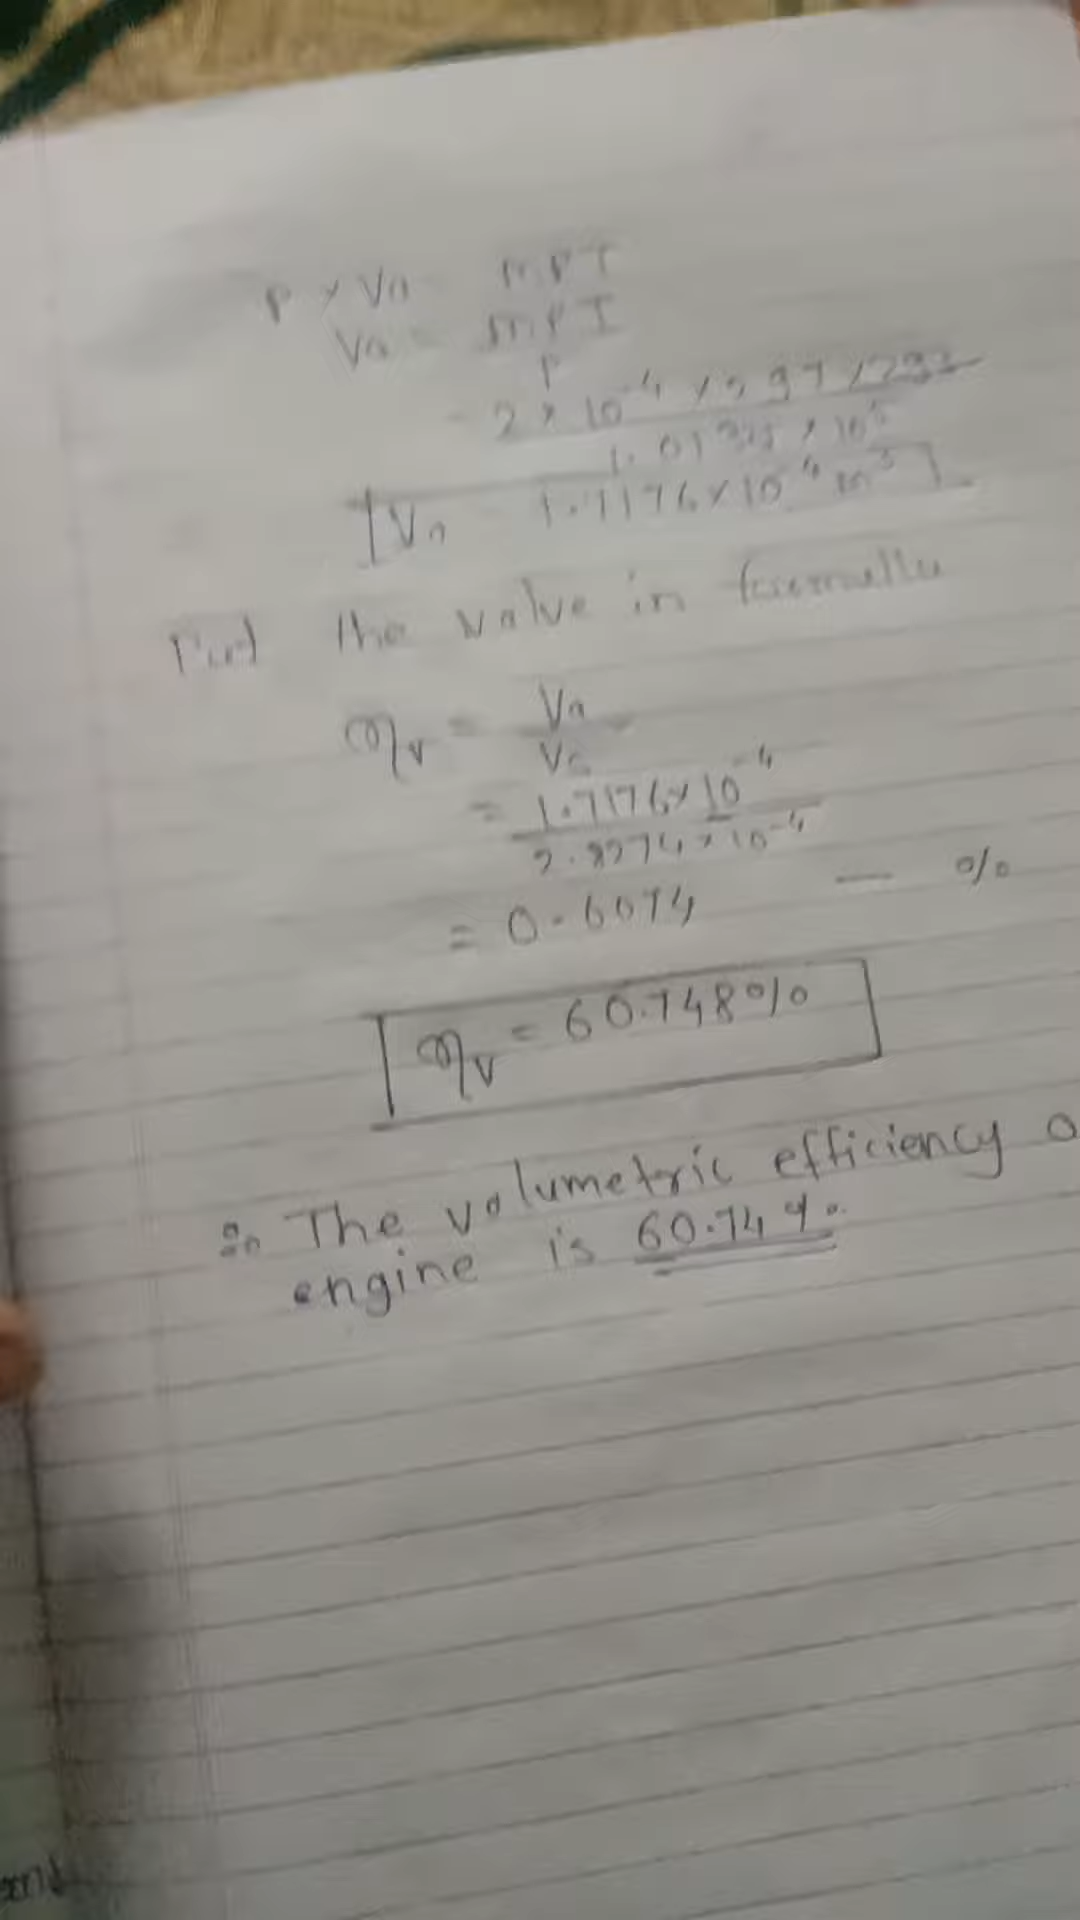 P × Va = mRT
Va = mRT
P
= 2 × 10⁻⁴ × 297 × 293
1.01325 × 10⁵
Va = 1.7176 × 10⁻⁴ m³
Put the value in formulla
ηv = Va
Vs
= 1.7176 × 10⁻⁴
2.8274 × 10⁻⁴
= 0.6074 — %
ηv = 60.748%
∴ The volumetric efficiency o
engine is 60.74 %.